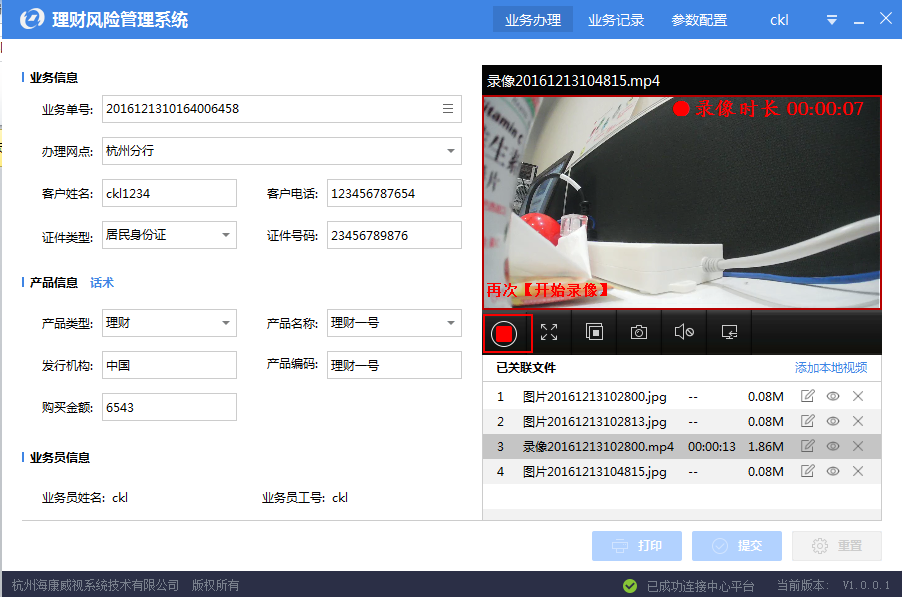 理财风险管理系统 业务办理 业务记录 参数配置 ckl
业务信息
业务单号: 2016121310164006458
办理网点: 杭州分行
客户姓名: ckl1234 客户电话: 123456787654
证件类型: 居民身份证 证件号码: 23456789876
产品信息 话术
产品类型: 理财 产品名称: 理财一号
发行机构: 中国 产品编码: 理财一号
购买金额: 6543
业务员信息
业务员姓名: ckl 业务员工号: ckl
录像20161213104815.mp4
录像时长 00:00:07
再次【开始录像】
已关联文件 添加本地视频
1 图片20161213102800.jpg -- 0.08M
2 图片20161213102813.jpg -- 0.08M
3 录像20161213102800.mp4 00:00:13 1.86M
4 图片20161213104815.jpg -- 0.08M
打印 提交 重置
杭州海康威视系统技术有限公司 版权所有 已成功连接中心平台 当前版本: V1.0.0.1